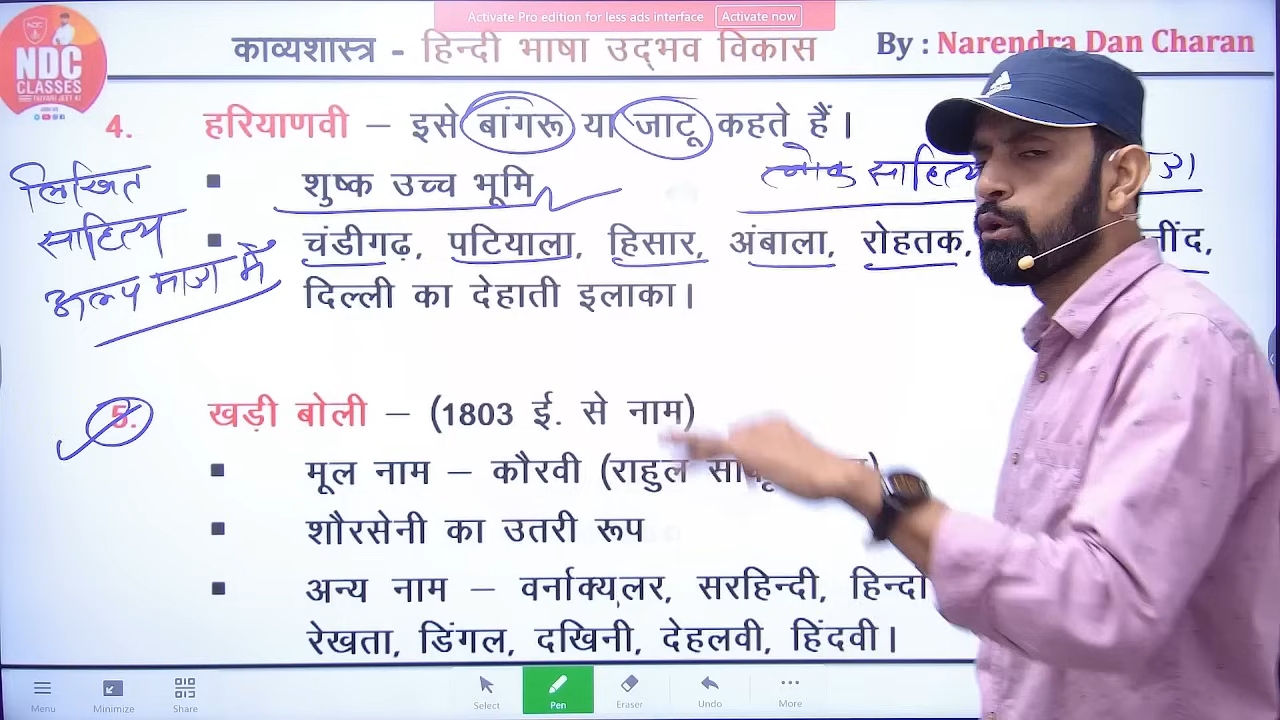 Activate Pro edition for less ads interface Activate now
NDC
CLASSES
काव्यशास्त्र - हिन्दी भाषा उद्भव विकास
By : Narendra Dan Charan
4. हरियाणवी – इसे बांगरू या जाटू कहते हैं।
लिखित
साहित्य
अल्प मात्रा में
▪ शुष्क उच्च भूमि
लोक साहित्य
▪ चंडीगढ़, पटियाला, हिसार, अंबाला, रोहतक,
दिल्ली का देहाती इलाका।
5. खड़ी बोली – (1803 ई. से नाम)
▪ मूल नाम – कौरवी (राहुल
▪ शौरसेनी का उतरी रूप
▪ अन्य नाम – वर्नाक्यूलर, सरहिन्दी,
रेखता, डिंगल, दखिनी, देहलवी, हिंदवी।
Menu Minimize Share Select Pen Eraser Undo More